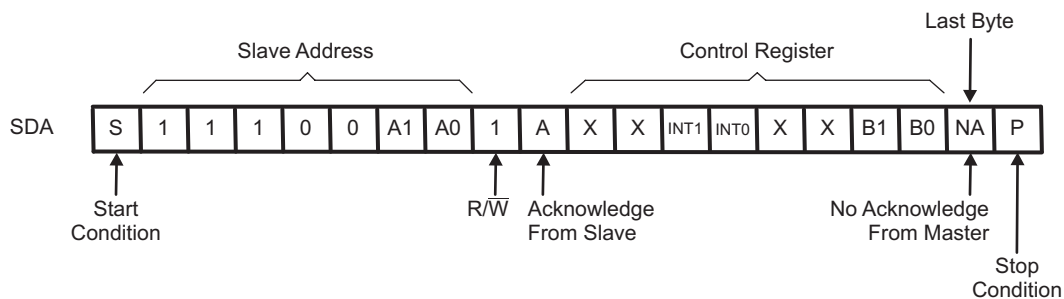 Last Byte
Slave Address Control Register
SDA S 1 1 1 0 0 A1 A0 1 A X X INT1 INT0 X X B1 B0 NA P
Start Condition
R/W̅
Acknowledge From Slave
No Acknowledge From Master
Stop Condition